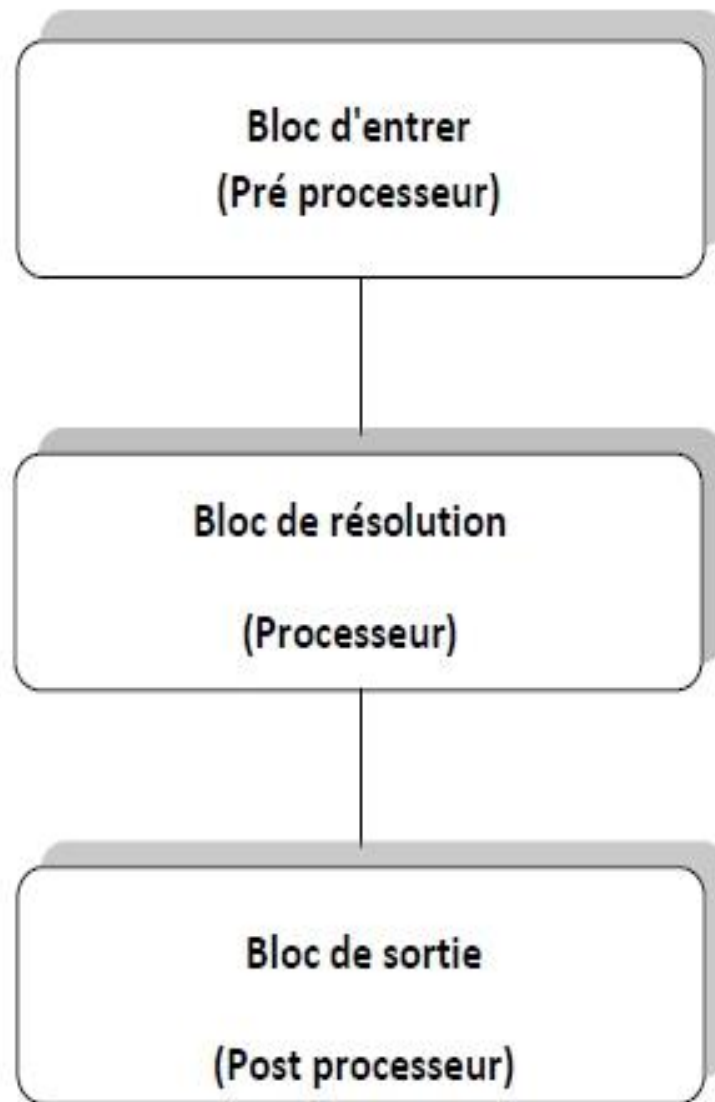 Bloc d'entrer
(Pré processeur)
Bloc de résolution
(Processeur)
Bloc de sortie
(Post processeur)